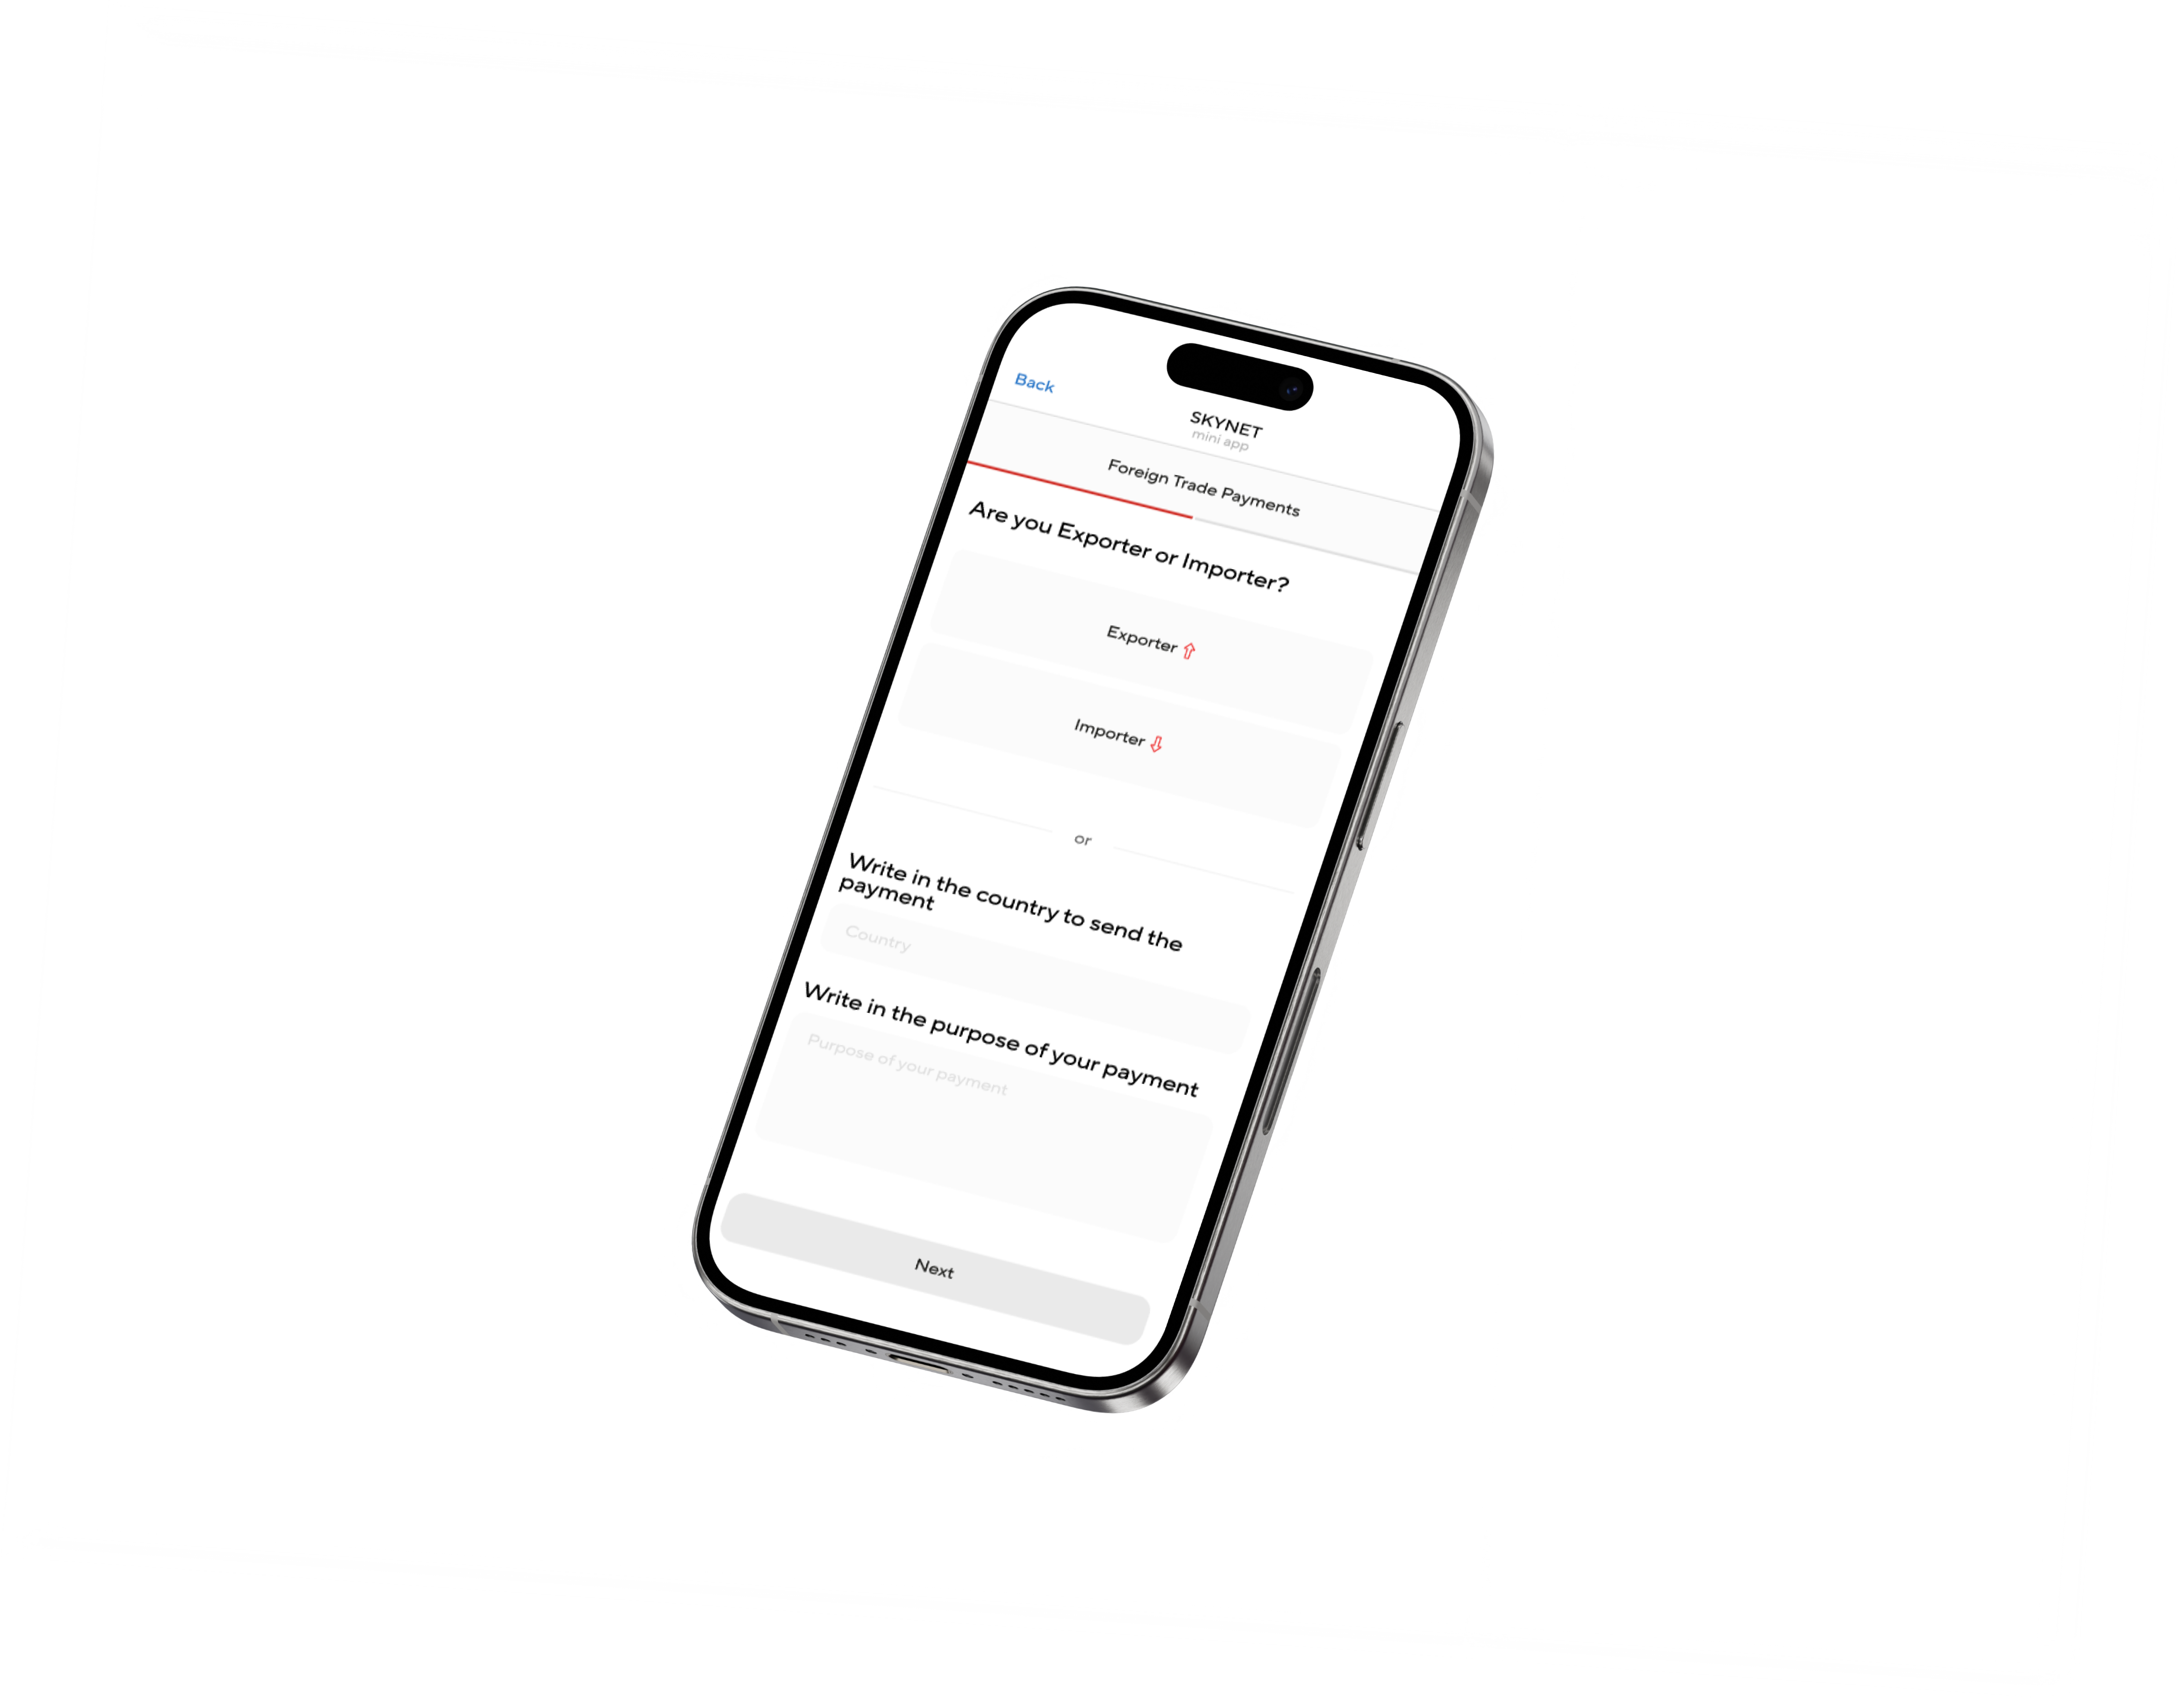 Back
SKYNET
mini app
Foreign Trade Payments
Are you Exporter or Importer?
Exporter
Importer
or
Write in the country to send the
payment
Country
Write in the purpose of your payment
Purpose of your payment
Next